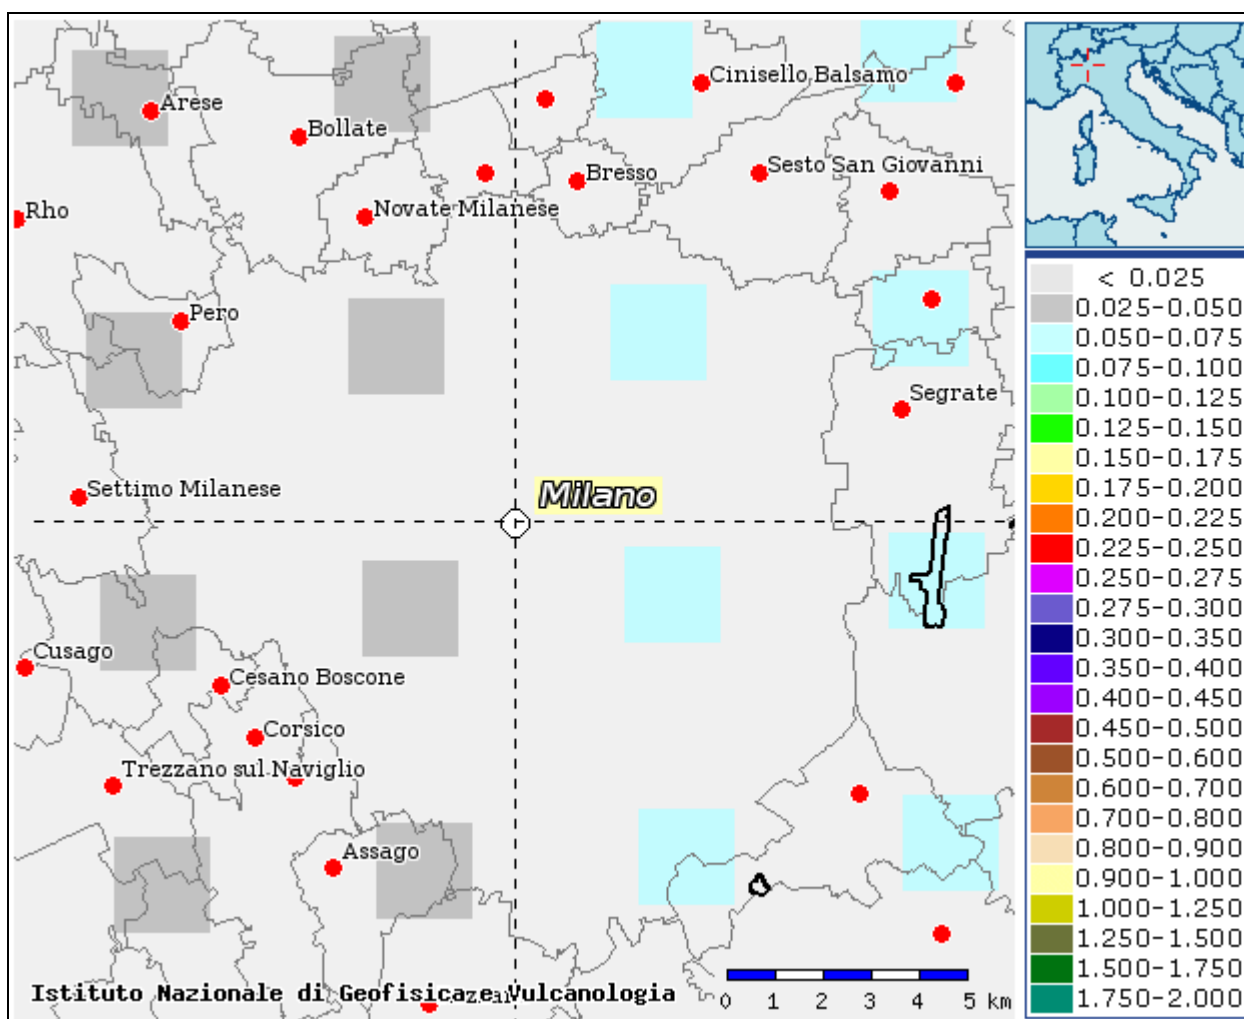 Cinisello Balsamo
Arese
Bollate
Bresso
Sesto San Giovanni
Rho
Novate Milanese
Pero
Segrate
Settimo Milanese
Milano
Cusago
Cesano Boscone
Corsico
Trezzano sul Naviglio
Assago
Istituto Nazionale di Geofisica e Vulcanologia
0 1 2 3 4 5 km
< 0.025
0.025-0.050
0.050-0.075
0.075-0.100
0.100-0.125
0.125-0.150
0.150-0.175
0.175-0.200
0.200-0.225
0.225-0.250
0.250-0.275
0.275-0.300
0.300-0.350
0.350-0.400
0.400-0.450
0.450-0.500
0.500-0.600
0.600-0.700
0.700-0.800
0.800-0.900
0.900-1.000
1.000-1.250
1.250-1.500
1.500-1.750
1.750-2.000